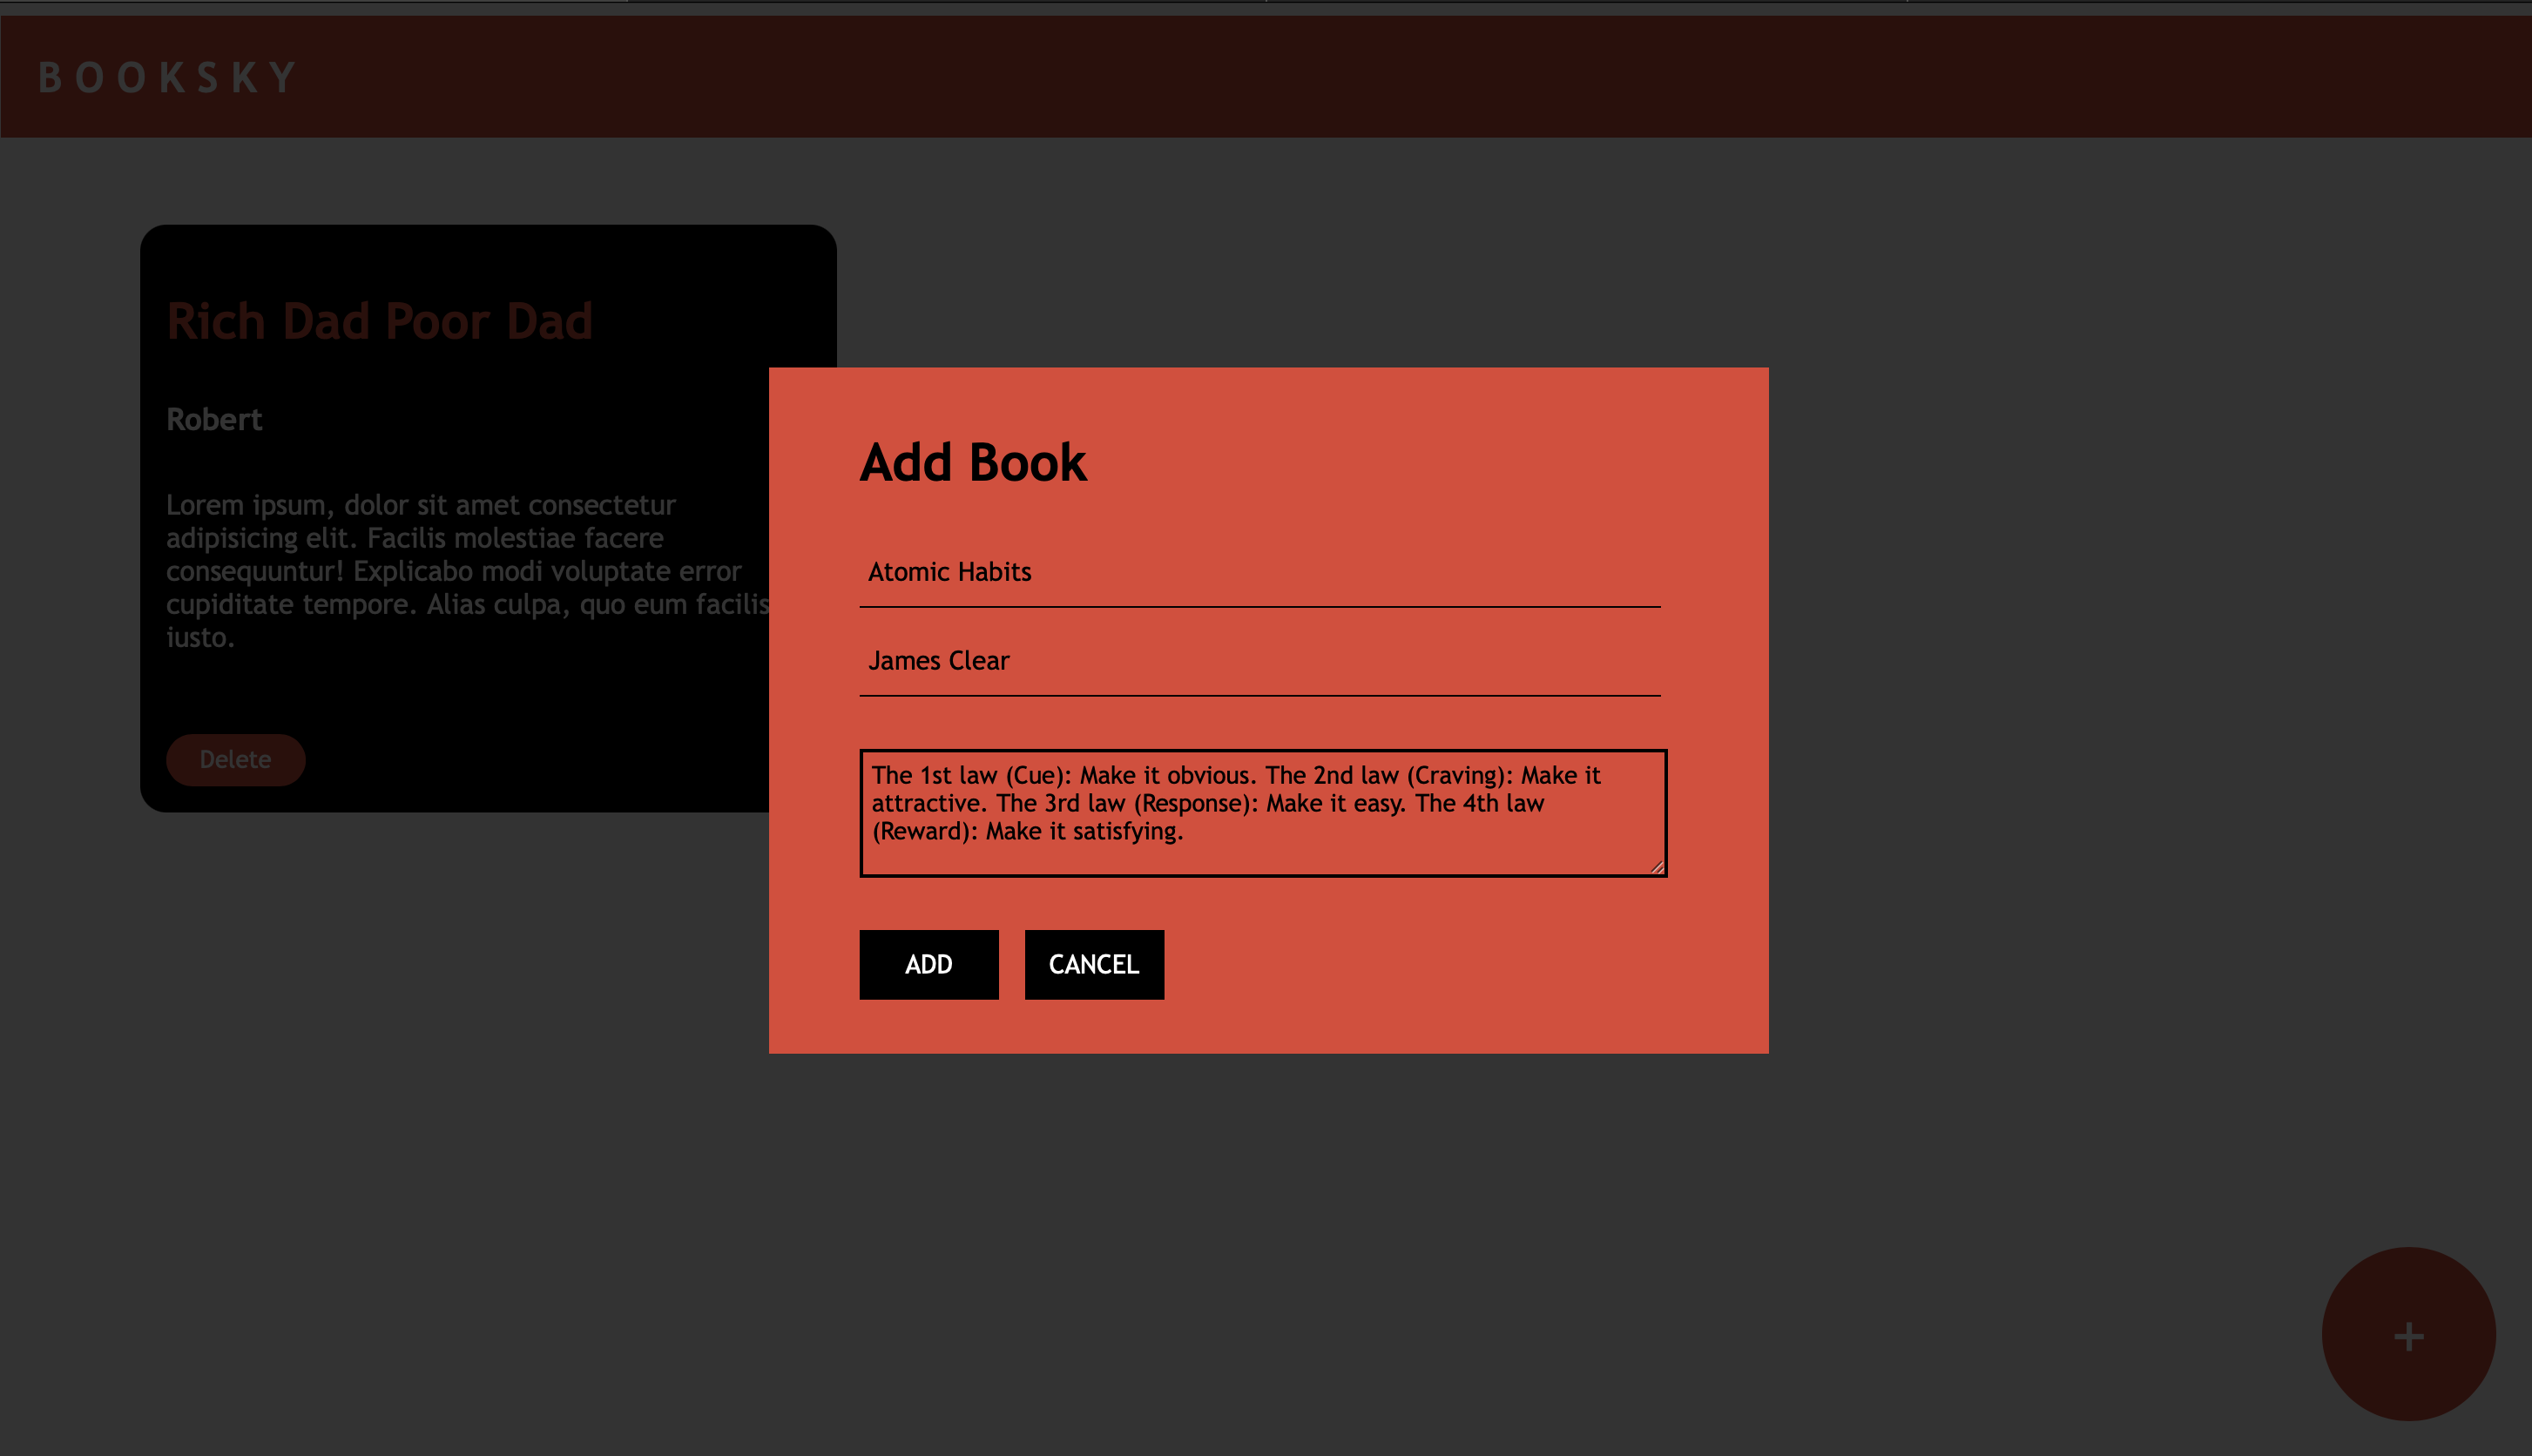 BOOKSKY
Rich Dad Poor Dad
Robert
Lorem ipsum, dolor sit amet consectetur
adipisicing elit. Facilis molestiae facere
consequuntur! Explicabo modi voluptate error
cupiditate tempore. Alias culpa, quo eum facilis
iusto.
Delete
Add Book
Atomic Habits
James Clear
The 1st law (Cue): Make it obvious. The 2nd law (Craving): Make it
attractive. The 3rd law (Response): Make it easy. The 4th law
(Reward): Make it satisfying.
ADD
CANCEL
+